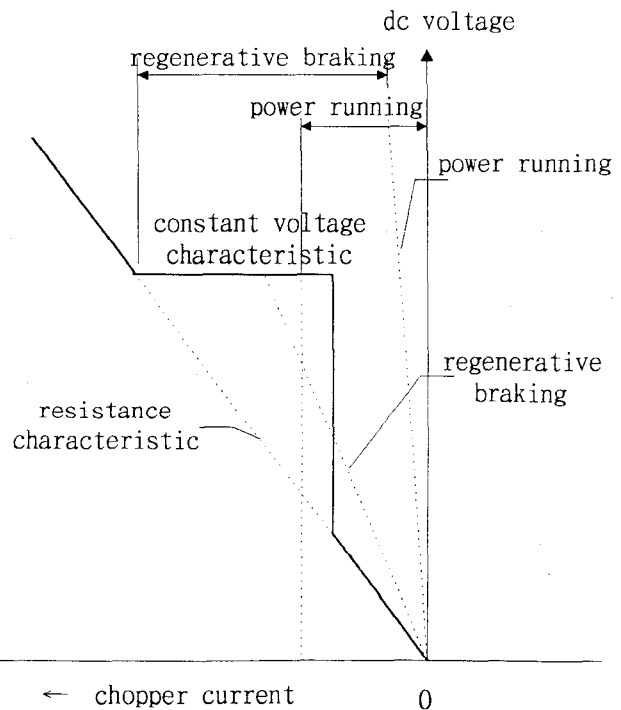 dc voltage
regenerative braking
power running
power running
constant voltage
characteristic
regenerative
braking
resistance
characteristic
← chopper current
0